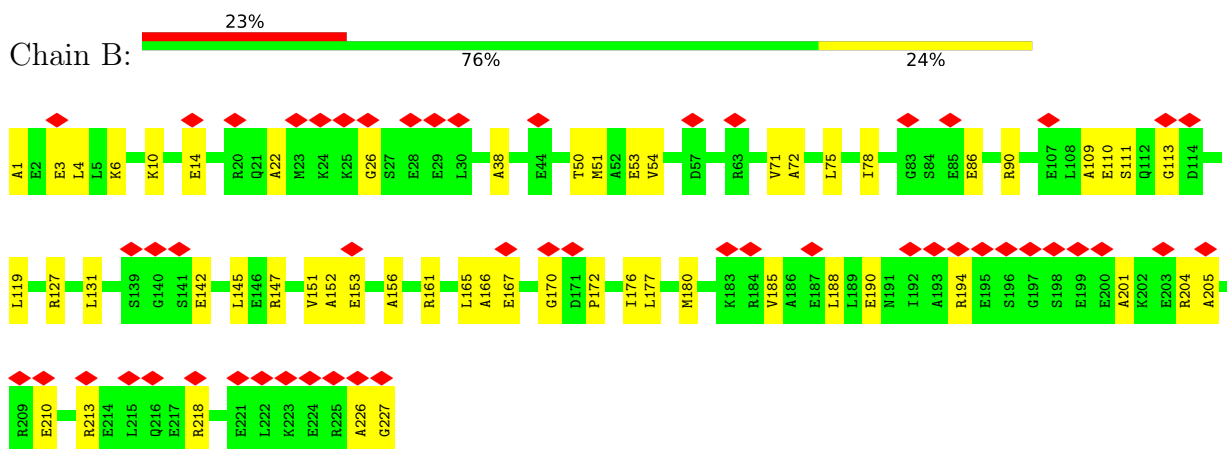 23%
Chain B:
76% 24%
A1 E2 E3 L4 L5 K6 K10 E14 R20 Q21 A22 M23 K24 K25 G26 S27 E28 E29 L30 A38 E44 T50 M51 A52 E53 V54 D57 R63 V71 A72 L75 I78 G83 S84 E85 E86 R90 E107 L108 A109 E110 S111 Q112 G113 D114
L119 R127 L131 S139 G140 S141 E142 L145 E146 R147 V151 A152 E153 A156 R161 L165 A166 E167 G170 D171 P172 I176 L177 M180 K183 R184 V185 A186 E187 L188 L189 E190 N191 I192 A193 R194 E195 S196 G197 S198 E199 E200 A201 K202 E203 R204 A205
R209 E210 R213 E214 L215 Q216 E217 R218 E221 L222 K223 E224 R225 A226 G227